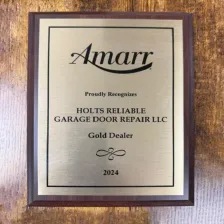 Amarr
Proudly Recognizes
HOLTS RELIABLE
GARAGE DOOR REPAIR LLC
Gold Dealer
2024